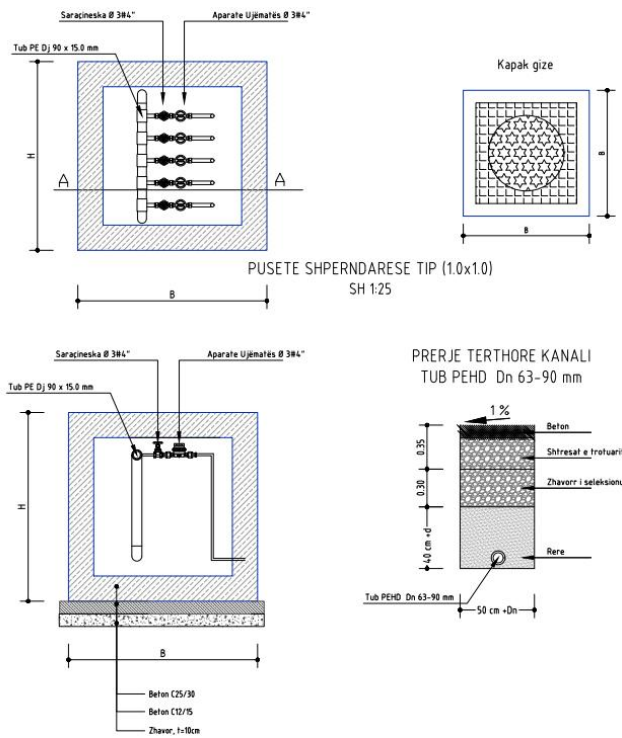 Saraçineska Ø 3#4"
Aparate Ujëmatës Ø 3#4"
Tub PE Dj 90 x 15.0 mm
H
A
A
B
Kapak gize
B
B
PUSETE SHPERNDARESE TIP (1.0x1.0)
SH 1:25
Saraçineska Ø 3#4"
Aparate Ujëmatës Ø 3#4"
Tub PE Dj 90 x 15.0 mm
H
B
Beton C25/30
Beton C12/15
Zhavor, t=10cm
PRERJE TERTHORE KANALI
TUB PEHD Dn 63-90 mm
1%
Beton
0.35
Shtresat e trotuarit
0.30
Zhavorr i seleksionu
40 cm +d
Rere
Tub PEHD Dn 63-90 mm
50 cm +Dn